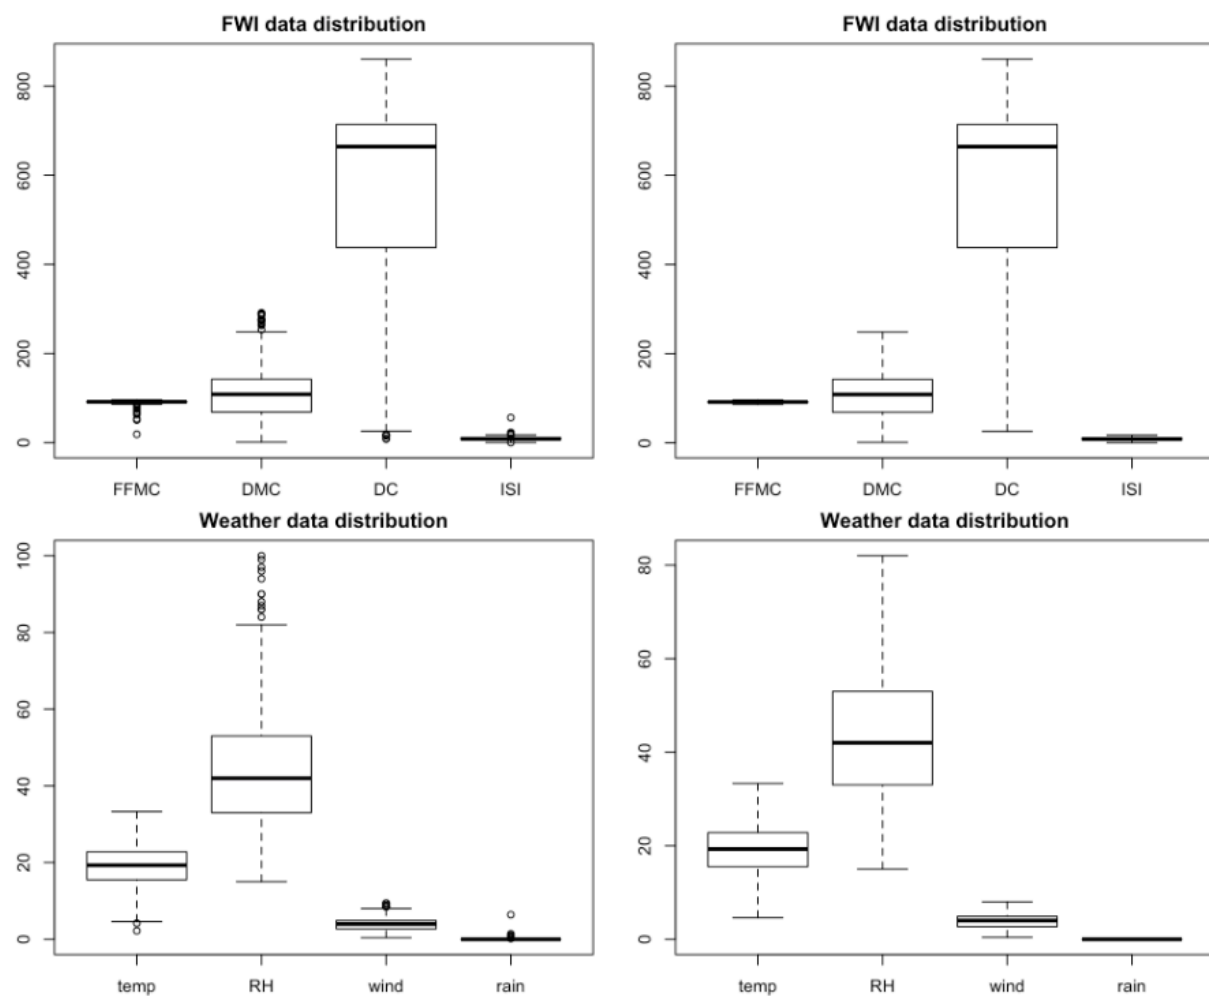 FWI data distribution
800
600
400
200
0
FFMC DMC DC ISI
FWI data distribution
800
600
400
200
0
FFMC DMC DC ISI
Weather data distribution
100
80
60
40
20
0
temp RH wind rain
Weather data distribution
80
60
40
20
0
temp RH wind rain